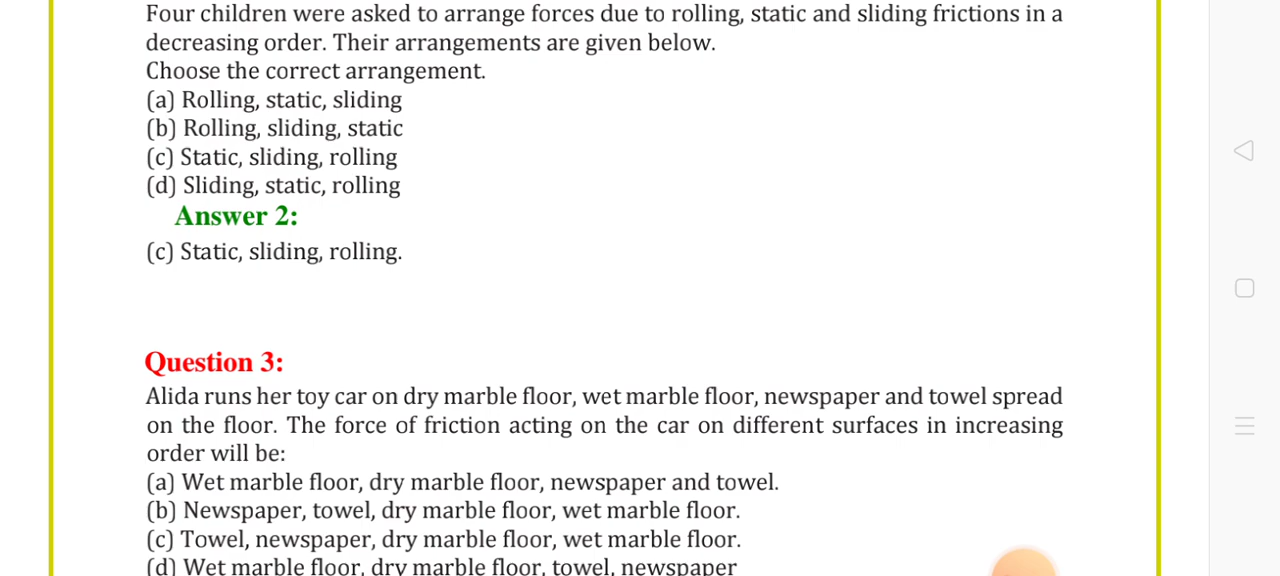 Four children were asked to arrange forces due to rolling, static and sliding frictions in a
decreasing order. Their arrangements are given below.
Choose the correct arrangement.
(a) Rolling, static, sliding
(b) Rolling, sliding, static
(c) Static, sliding, rolling
(d) Sliding, static, rolling
Answer 2:
(c) Static, sliding, rolling.
Question 3:
Alida runs her toy car on dry marble floor, wet marble floor, newspaper and towel spread
on the floor. The force of friction acting on the car on different surfaces in increasing
order will be:
(a) Wet marble floor, dry marble floor, newspaper and towel.
(b) Newspaper, towel, dry marble floor, wet marble floor.
(c) Towel, newspaper, dry marble floor, wet marble floor.
(d) Wet marble floor, dry marble floor, towel, newspaper